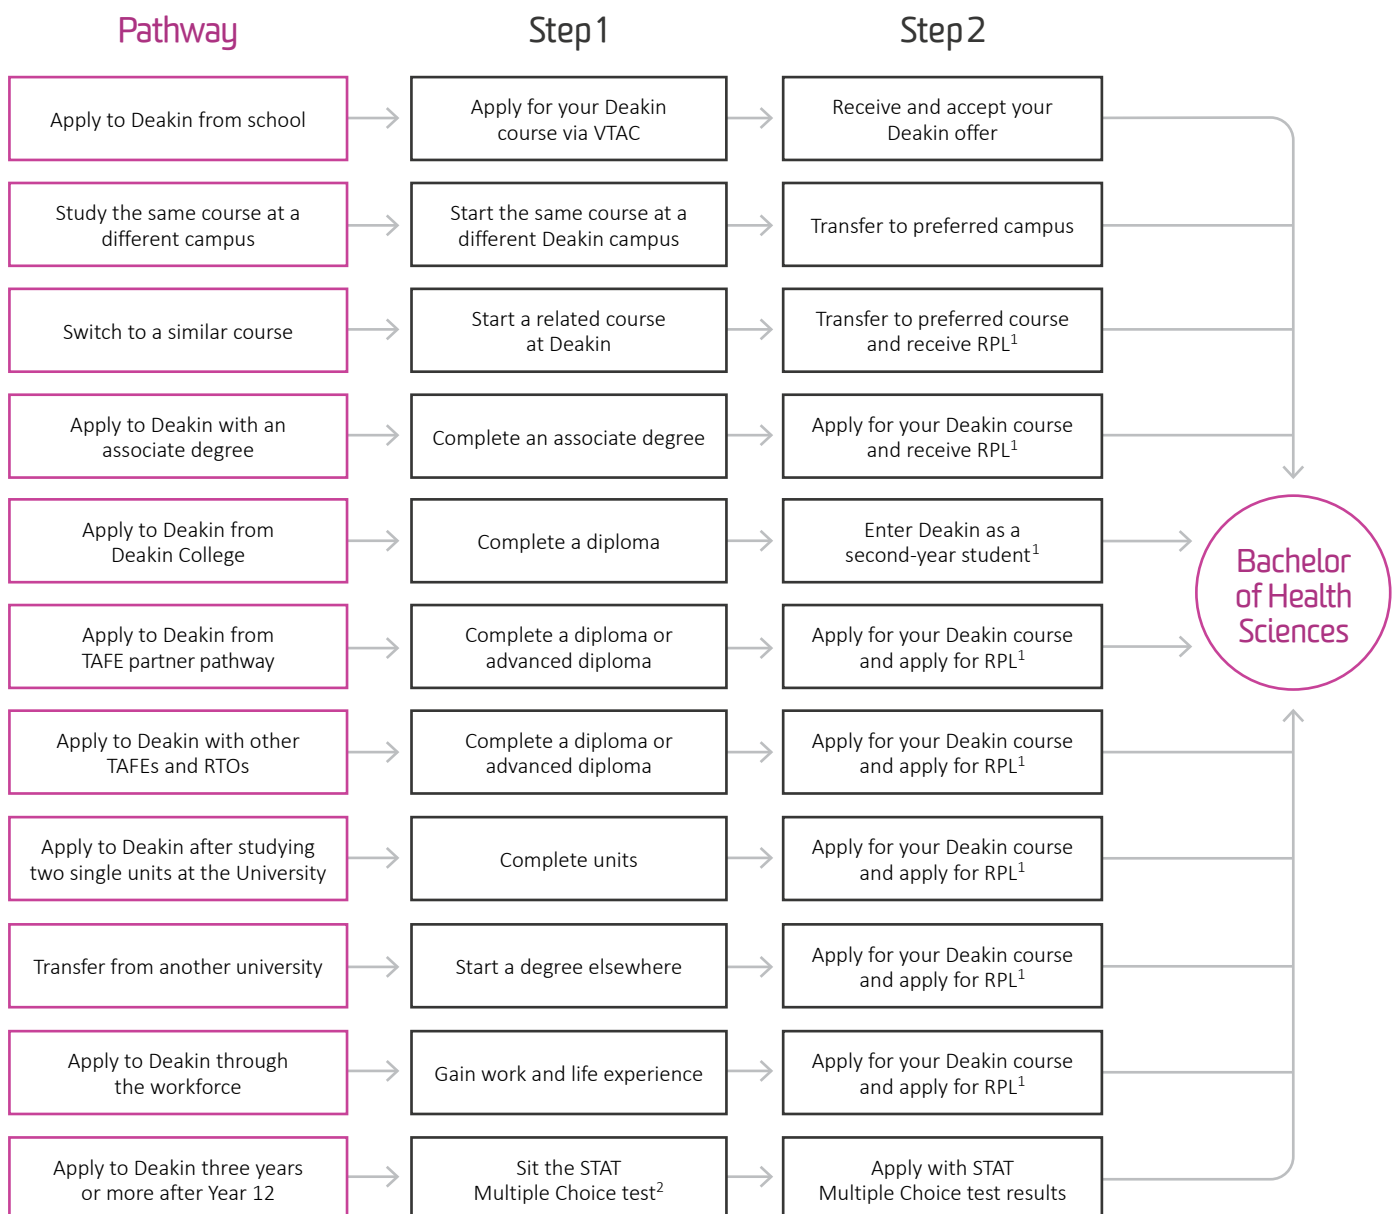 Pathway
Step 1
Step 2
Apply to Deakin from school
Apply for your Deakin
course via VTAC
Receive and accept your
Deakin offer
Study the same course at a
different campus
Start the same course at a
different Deakin campus
Transfer to preferred campus
Switch to a similar course
Start a related course
at Deakin
Transfer to preferred course
and receive RPL¹
Apply to Deakin with an
associate degree
Complete an associate degree
Apply for your Deakin course
and receive RPL¹
Apply to Deakin from
Deakin College
Complete a diploma
Enter Deakin as a
second-year student¹
Apply to Deakin from
TAFE partner pathway
Complete a diploma or
advanced diploma
Apply for your Deakin course
and apply for RPL¹
Apply to Deakin with other
TAFEs and RTOs
Complete a diploma or
advanced diploma
Apply for your Deakin course
and apply for RPL¹
Apply to Deakin after studying
two single units at the University
Complete units
Apply for your Deakin course
and apply for RPL¹
Transfer from another university
Start a degree elsewhere
Apply for your Deakin course
and apply for RPL¹
Apply to Deakin through
the workforce
Gain work and life experience
Apply for your Deakin course
and apply for RPL¹
Apply to Deakin three years
or more after Year 12
Sit the STAT
Multiple Choice test²
Apply with STAT
Multiple Choice test results
Bachelor
of Health
Sciences